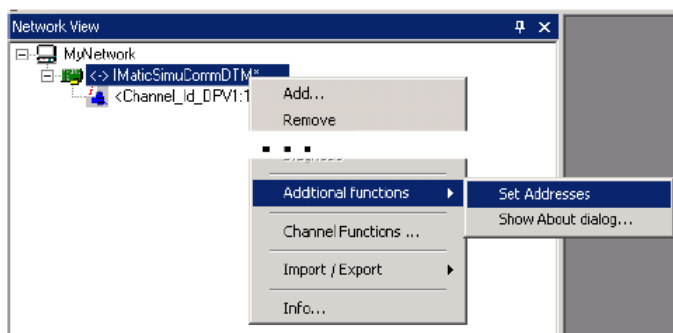 Network View
MyNetwork
<-> IMaticSimuCommDTM*
<Channel_Id_DPV1:1
Add...
Remove
Additional functions
Set Addresses
Show About dialog...
Channel Functions ...
Import / Export
Info...